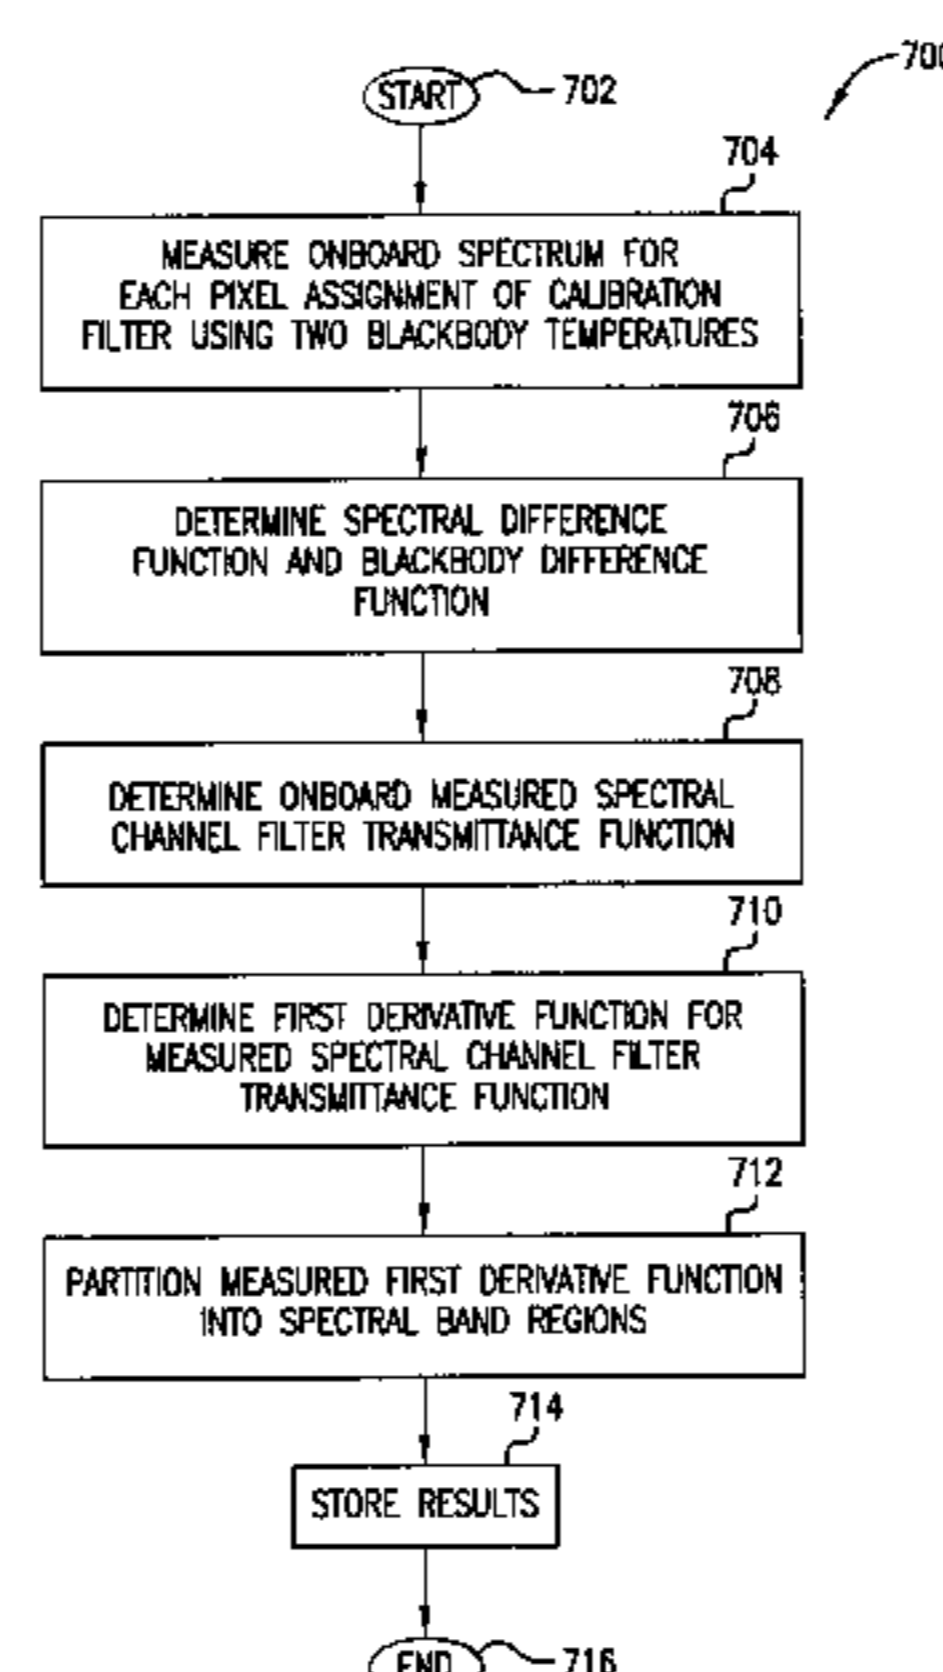 700
START 702
704
MEASURE ONBOARD SPECTRUM FOR
EACH PIXEL ASSIGNMENT OF CALIBRATION
FILTER USING TWO BLACKBODY TEMPERATURES
706
DETERMINE SPECTRAL DIFFERENCE
FUNCTION AND BLACKBODY DIFFERENCE
FUNCTION
708
DETERMINE ONBOARD MEASURED SPECTRAL
CHANNEL FILTER TRANSMITTANCE FUNCTION
710
DETERMINE FIRST DERIVATIVE FUNCTION FOR
MEASURED SPECTRAL CHANNEL FILTER
TRANSMITTANCE FUNCTION
712
PARTITION MEASURED FIRST DERIVATIVE FUNCTION
INTO SPECTRAL BAND REGIONS
714
STORE RESULTS
END 716